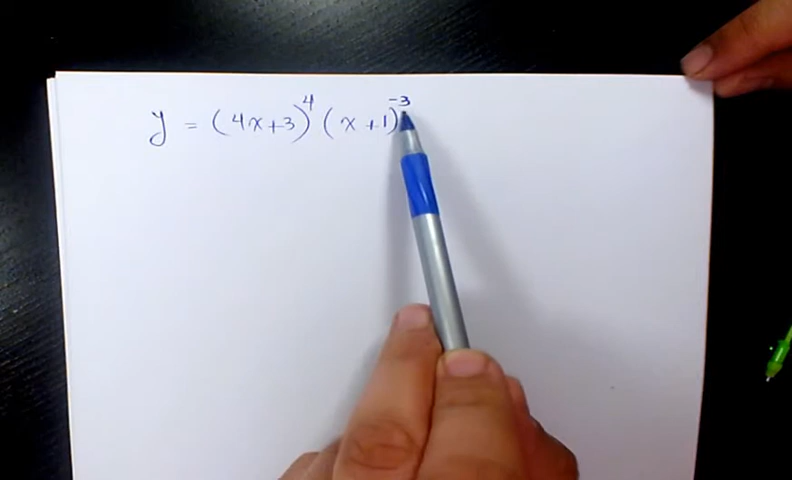 y = (4x+3)^4 (x+1)^-3